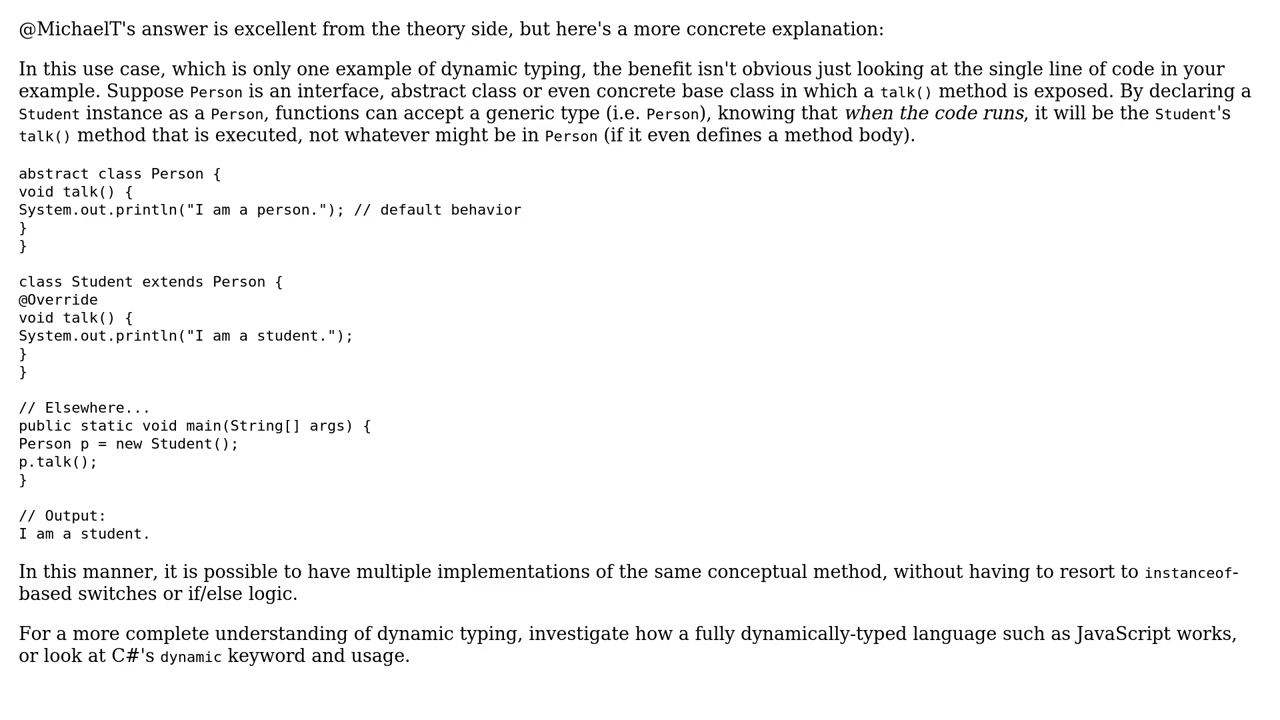 @MichaelT's answer is excellent from the theory side, but here's a more concrete explanation:
In this use case, which is only one example of dynamic typing, the benefit isn't obvious just looking at the single line of code in your
example. Suppose Person is an interface, abstract class or even concrete base class in which a talk() method is exposed. By declaring a
Student instance as a Person, functions can accept a generic type (i.e. Person), knowing that when the code runs, it will be the Student's
talk() method that is executed, not whatever might be in Person (if it even defines a method body).
abstract class Person {
void talk() {
System.out.println("I am a person."); // default behavior
}
}
class Student extends Person {
@Override
void talk() {
System.out.println("I am a student.");
}
}
// Elsewhere...
public static void main(String[] args) {
Person p = new Student();
p.talk();
}
// Output:
I am a student.
In this manner, it is possible to have multiple implementations of the same conceptual method, without having to resort to instanceof-
based switches or if/else logic.
For a more complete understanding of dynamic typing, investigate how a fully dynamically-typed language such as JavaScript works,
or look at C#'s dynamic keyword and usage.